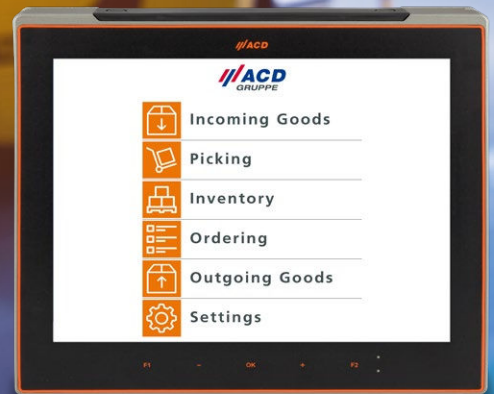 ACD
ACD
GRUPPE
Incoming Goods
Picking
Inventory
Ordering
Outgoing Goods
Settings
F1 - OK + F2